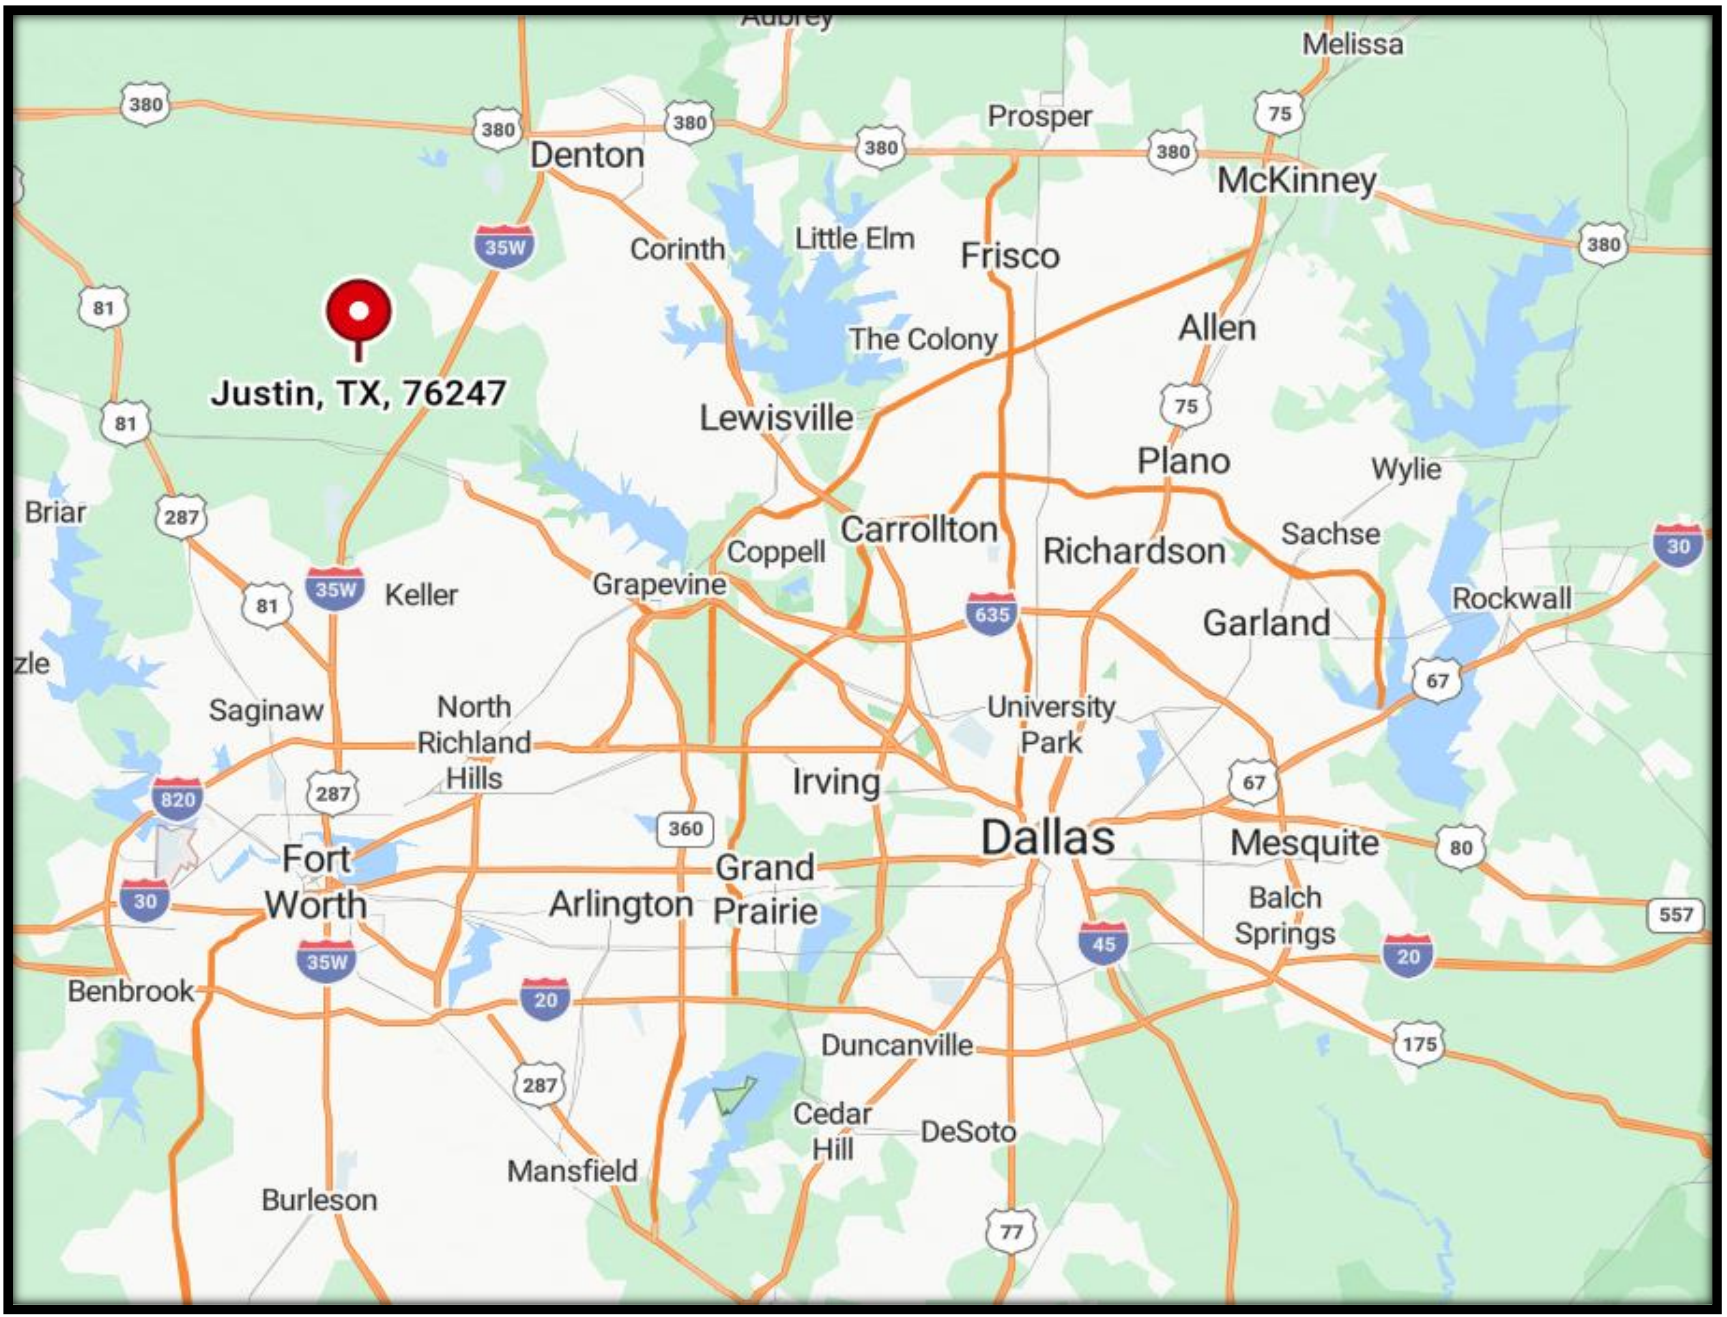 Aubrey
Melissa
380
75
Prosper
380
380
380
380
Denton
McKinney
35W
Corinth
Little Elm
Frisco
380
81
The Colony
Allen
Justin, TX, 76247
75
81
Lewisville
Plano
Wylie
Briar
287
Carrollton
Sachse
30
Coppell
Richardson
35W
Keller
Grapevine
81
635
Rockwall
Garland
zle
67
Saginaw
North
Richland
Hills
University
Park
820
287
Irving
67
360
Dallas
Mesquite
80
Fort
Worth
Grand
Prairie
30
Arlington
Balch
Springs
557
35W
45
20
Benbrook
20
Duncanville
175
287
Cedar
Hill
DeSoto
Mansfield
Burleson
77